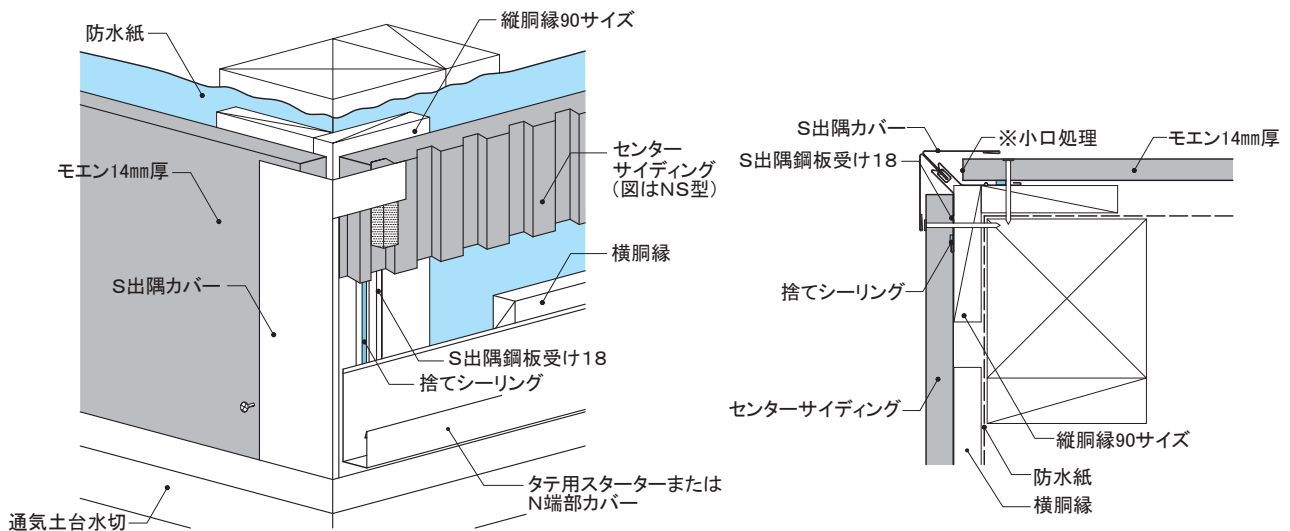 防水紙
縦胴縁90サイズ
モエン14mm厚
センター
サイディング
(図はNS型)
横胴縁
S出隅カバー
S出隅鋼板受け18
捨てシーリング
タテ用スターターまたは
N端部カバー
通気土台水切
S出隅カバー
※小口処理
モエン14mm厚
S出隅鋼板受け18
捨てシーリング
センターサイディング
縦胴縁90サイズ
防水紙
横胴縁